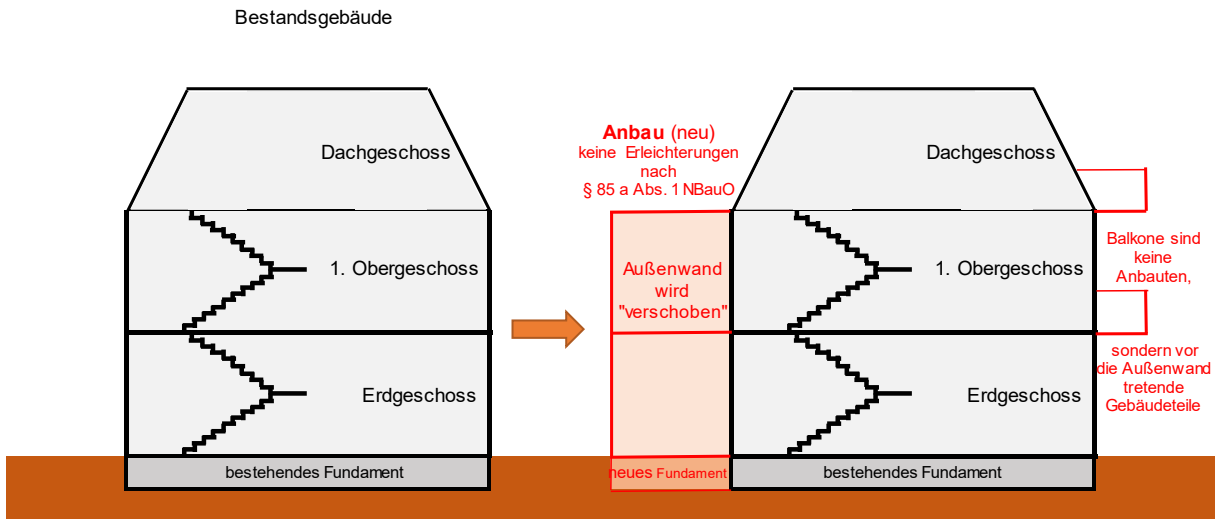 Bestandsgebäude
Dachgeschoss
1. Obergeschoss
Erdgeschoss
bestehendes Fundament
Anbau (neu)
keine Erleichterungen
nach
§ 85 a Abs. 1 NBauO
Außenwand
wird
"verschoben"
neues Fundament
Dachgeschoss
1. Obergeschoss
Erdgeschoss
bestehendes Fundament
Balkone sind
keine
Anbauten,
sondern vor
die Außenwand
tretende
Gebäudeteile